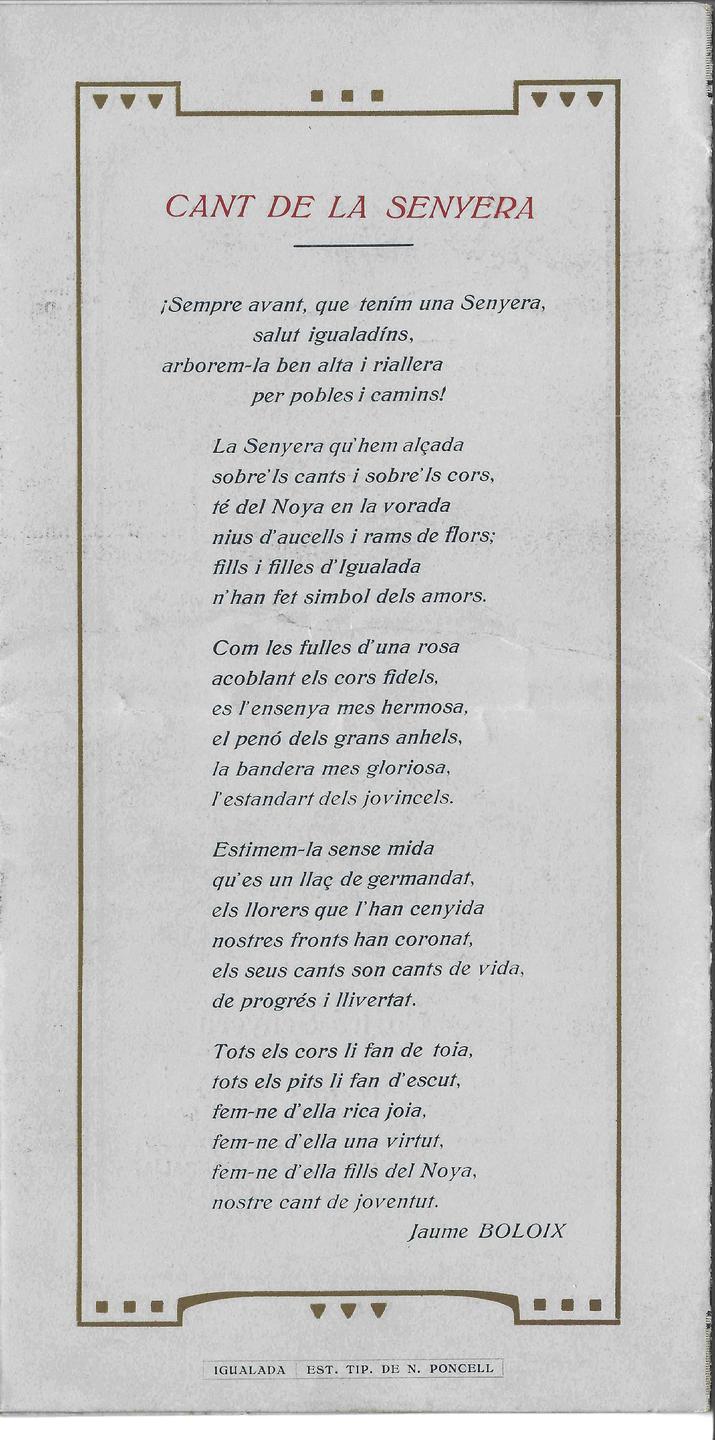 CANT DE LA SENYERA
¡Sempre avant, que tením una Senyera,
salut igualadíns,
arborem-la ben alta i riallera
per pobles i camins!
La Senyera qu'hem alçada
sobre'ls cants i sobre'ls cors,
té del Noya en la vorada
nius d'aucells i rams de flors;
fills i filles d'Igualada
n'han fet simbol dels amors.
Com les fulles d'una rosa
acoblant els cors fidels,
es l'ensenya mes hermosa,
el penó dels grans anhels,
la bandera mes gloriosa,
l'estandart dels jovincels.
Estimem-la sense mida
qu'es un llaç de germandat,
els llorers que l'han cenyida
nostres fronts han coronat,
els seus cants son cants de vida,
de progrés i llivertat.
Tots els cors li fan de toia,
tots els pits li fan d'escut,
fem-ne d'ella rica joia,
fem-ne d'ella una virtut,
fem-ne d'ella fills del Noya,
nostre cant de joventut.
Jaume BOLOIX
IGUALADA EST. TIP. DE N. PONCELL